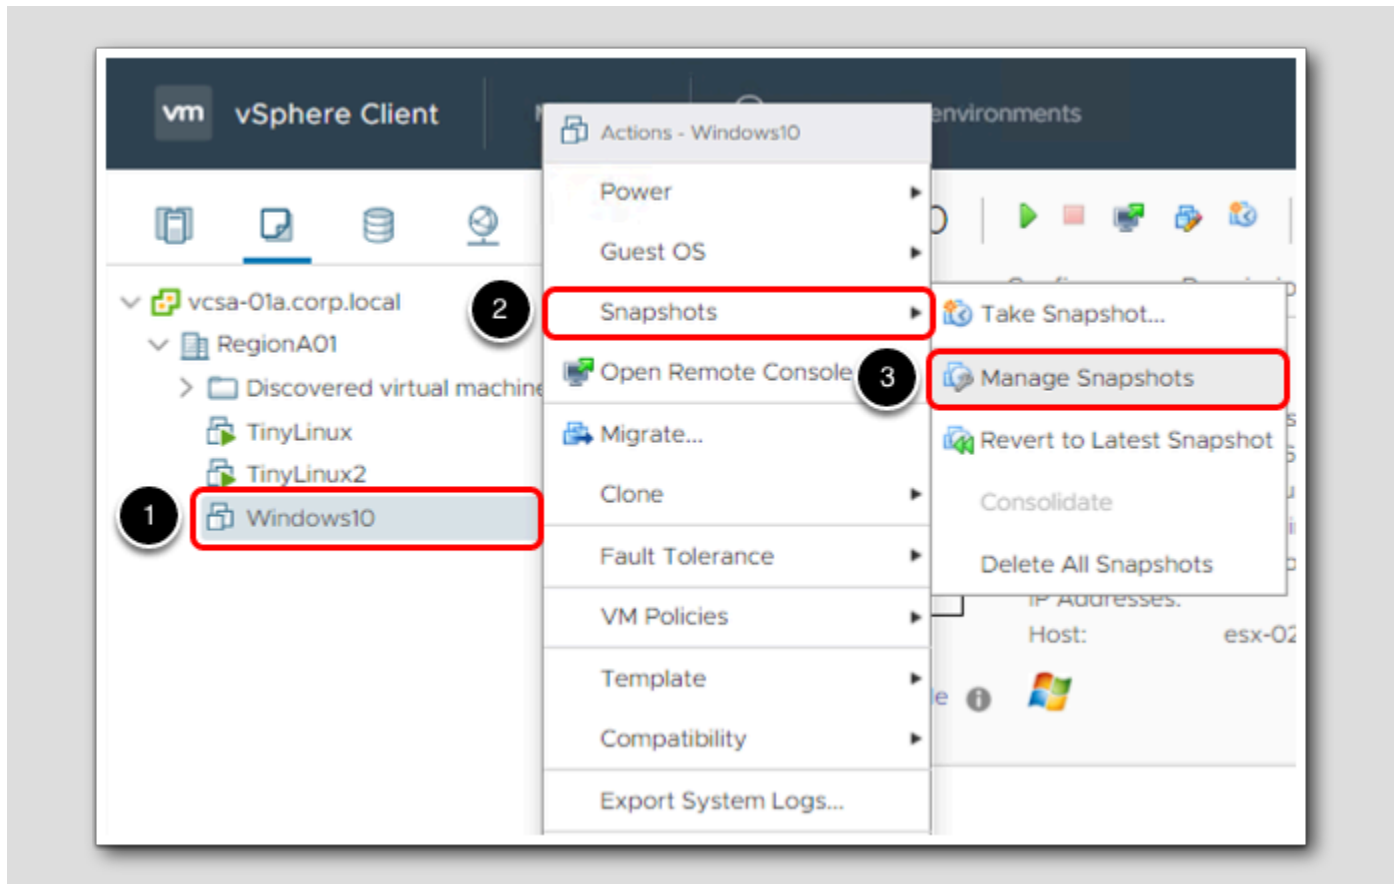 vm vSphere Client
environments
Actions - Windows10
Power
Guest OS
Snapshots
Open Remote Console
Migrate...
Clone
Fault Tolerance
VM Policies
Template
Compatibility
Export System Logs...
vcsa-01a.corp.local
RegionA01
Discovered virtual machine
TinyLinux
TinyLinux2
Windows10
1
2
3
Take Snapshot...
Manage Snapshots
Revert to Latest Snapshot
Consolidate
Delete All Snapshots
IP Addresses:
Host: esx-02